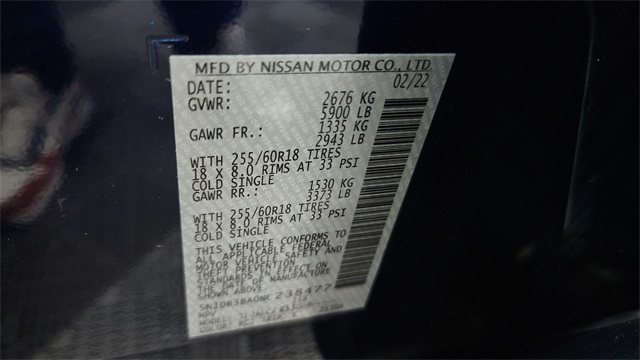 MFD BY NISSAN MOTOR CO., LTD.
DATE: 02/22
GVWR: 2676 KG
5900 LB
GAWR FR.: 1335 KG
2943 LB
WITH 255/60R18 TIRES
18 X 8.0 RIMS AT 33 PSI
COLD SINGLE
GAWR RR.: 1530 KG
3373 LB
WITH 255/60R18 TIRES
18 X 8.0 RIMS AT 33 PSI
COLD SINGLE
THIS VEHICLE CONFORMS TO
ALL APPLICABLE FEDERAL
MOTOR VEHICLE SAFETY AND
THEFT PREVENTION
STANDARDS IN EFFECT ON
THE DATE OF MANUFACTURE
SHOWN ABOVE
238477
MPV
MODEL:
COLOR: